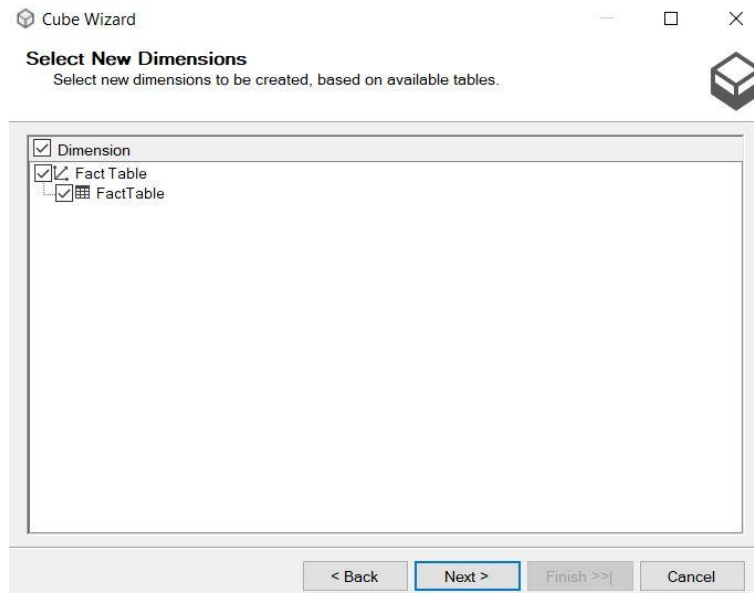 Cube Wizard
Select New Dimensions
Select new dimensions to be created, based on available tables.
Dimension
Fact Table
FactTable
< Back Next > Finish >>| Cancel